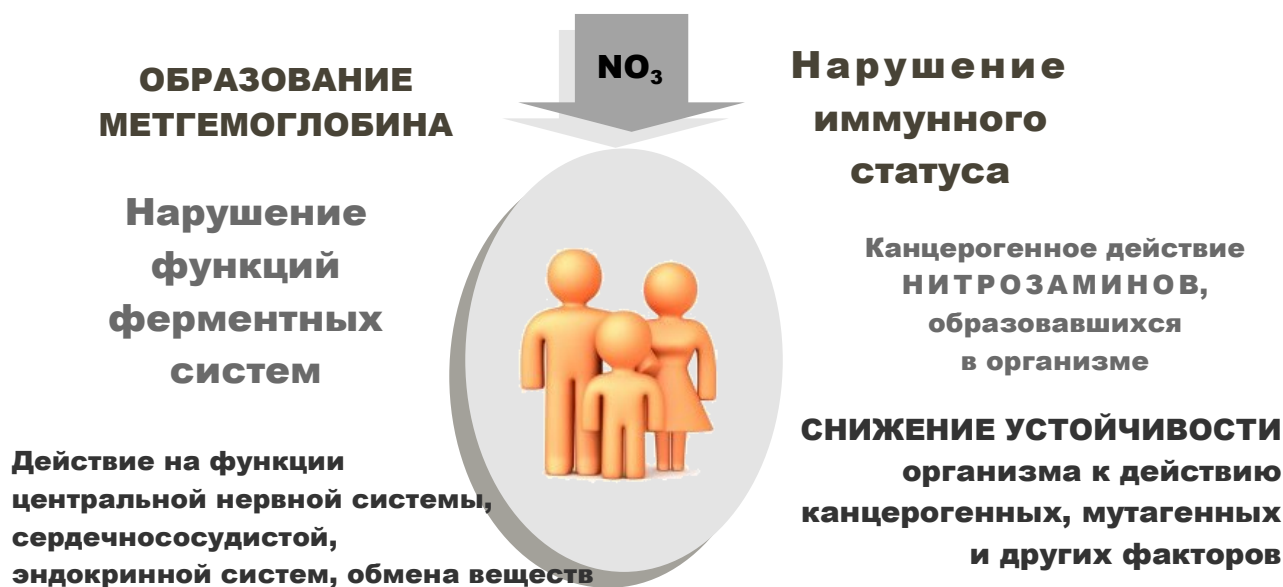 NO₃
ОБРАЗОВАНИЕ
МЕТГЕМОГЛОБИНА
Нарушение
функций
ферментных
систем
Действие на функции
центральной нервной системы,
сердечнососудистой,
эндокринной систем, обмена веществ
Нарушение
иммунного
статуса
Канцерогенное действие
НИТРОЗАМИНОВ,
образовавшихся
в организме
СНИЖЕНИЕ УСТОЙЧИВОСТИ
организма к действию
канцерогенных, мутагенных
и других факторов